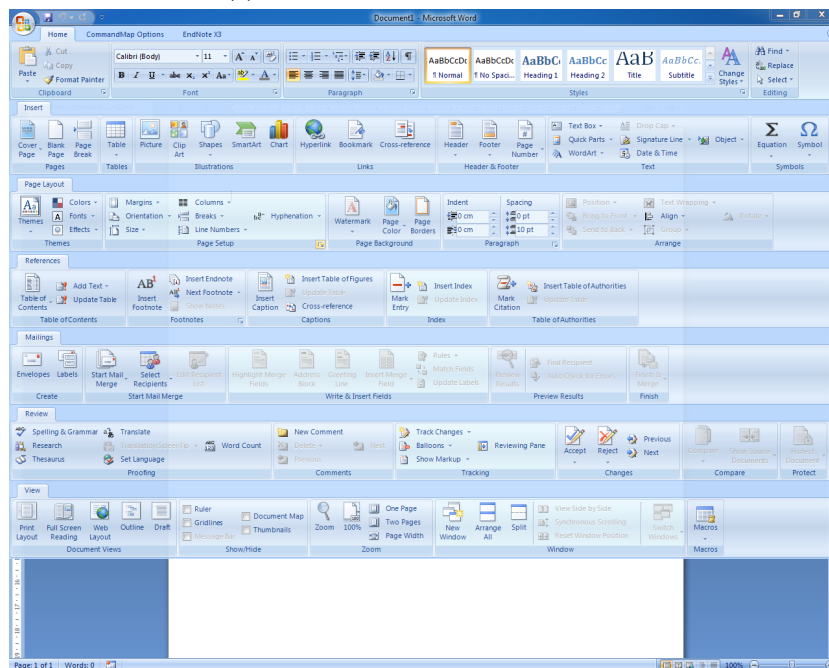 Document1 - Microsoft Word
Home CommandMap Options EndNote X3
Cut
Copy
Paste Format Painter
Clipboard
Calibri (Body) 11
Font
Paragraph
AaBbCcDc AaBbCcDc AaBbC AaBbCc AaB AaBbCc.
¶ Normal ¶ No Spaci... Heading 1 Heading 2 Title Subtitle
Change Styles
Styles
Find
Replace
Select
Editing
Insert
Cover Page Blank Page Page Break
Pages
Table
Tables
Picture Clip Art Shapes SmartArt Chart
Illustrations
Hyperlink Bookmark Cross-reference
Links
Header Footer Page Number
Header & Footer
Text Box Drop Cap
Quick Parts Signature Line Object
WordArt Date & Time
Text
Equation Symbol
Symbols
Page Layout
Themes Colors
Fonts
Effects
Themes
Margins Columns
Orientation Breaks Hyphenation
Size Line Numbers
Page Setup
Watermark Page Color Page Borders
Page Background
Indent Spacing
0 cm 0 pt
0 cm 10 pt
Paragraph
Position Text Wrapping
Bring to Front Align Rotate
Send to Back Group
Arrange
References
Table of Contents Add Text
Update Table
Table of Contents
AB¹ Insert Footnote
Insert Endnote
Next Footnote
Show Notes
Footnotes
Insert Caption
Insert Table of Figures
Update Table
Cross-reference
Captions
Mark Entry
Insert Index
Update Index
Index
Mark Citation
Insert Table of Authorities
Update Table
Table of Authorities
Mailings
Envelopes Labels
Create
Start Mail Merge Select Recipients Edit Recipient List
Start Mail Merge
Highlight Merge Fields Address Block Greeting Line Insert Merge Field
Rules
Match Fields
Update Labels
Write & Insert Fields
Preview Results
Find Recipient
Auto Check for Errors
Preview Results
Finish & Merge
Finish
Review
Spelling & Grammar Translate
Research Translation ScreenTip Word Count
Thesaurus Set Language
Proofing
New Comment
Delete Next
Previous
Comments
Track Changes
Balloons Reviewing Pane
Show Markup
Tracking
Accept Reject Previous
Next
Changes
Compare Show Source Documents
Compare
Protect Document
Protect
View
Print Layout Full Screen Reading Web Layout Outline Draft
Document Views
Ruler
Gridlines
Message Bar
Document Map
Thumbnails
Show/Hide
Zoom 100% One Page
Two Pages
Page Width
Zoom
New Window Arrange All Split
View Side by Side
Synchronous Scrolling
Reset Window Position
Switch Windows
Window
Macros
Macros
Page: 1 of 1 Words: 0 100%